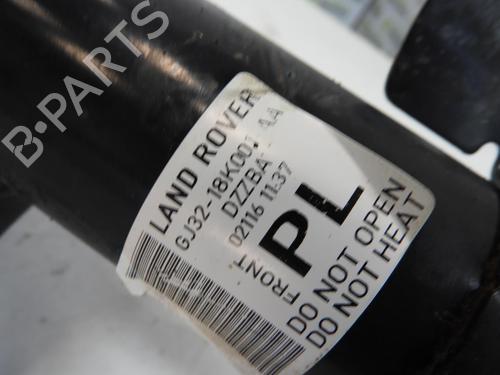 B-PARTS
LAND ROVER
GJ32-18K001-AA
DZZBA
02116 11:37
FRONT
PL
DO NOT OPEN
DO NOT HEAT